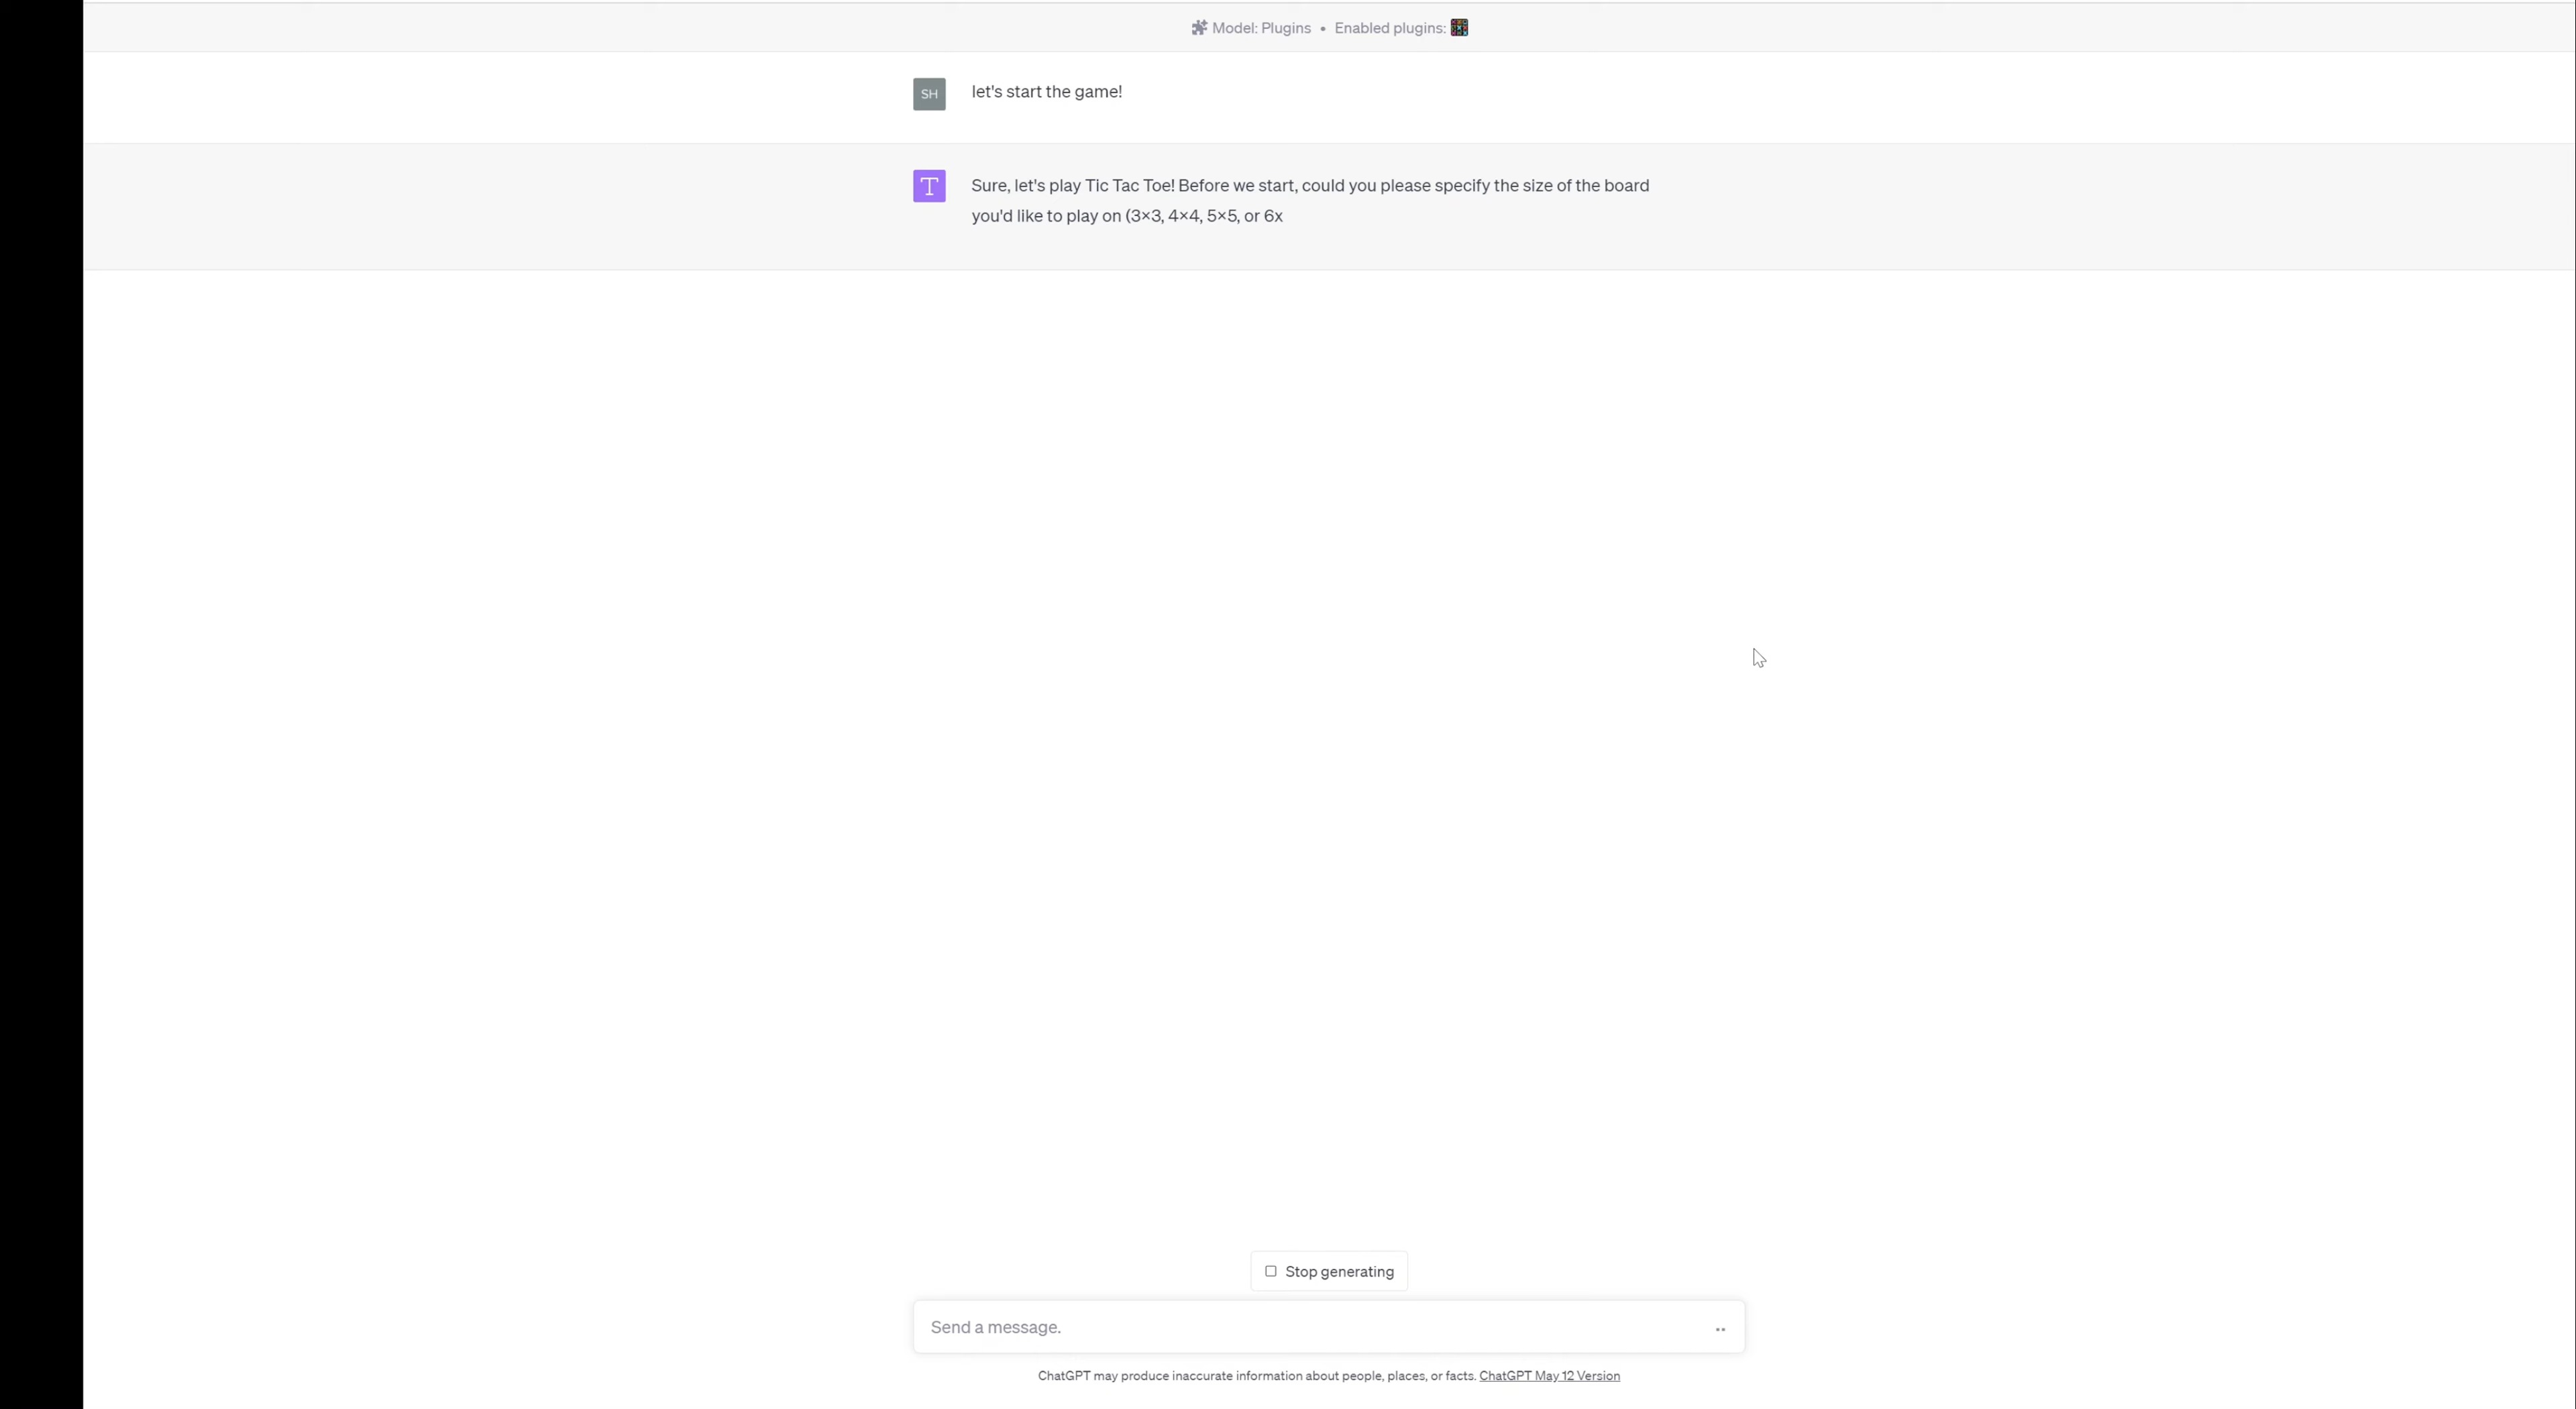 Model: Plugins • Enabled plugins:
SH
let's start the game!
T
Sure, let's play Tic Tac Toe! Before we start, could you please specify the size of the board
you'd like to play on (3×3, 4×4, 5×5, or 6x
Stop generating
Send a message.
ChatGPT may produce inaccurate information about people, places, or facts. ChatGPT May 12 Version